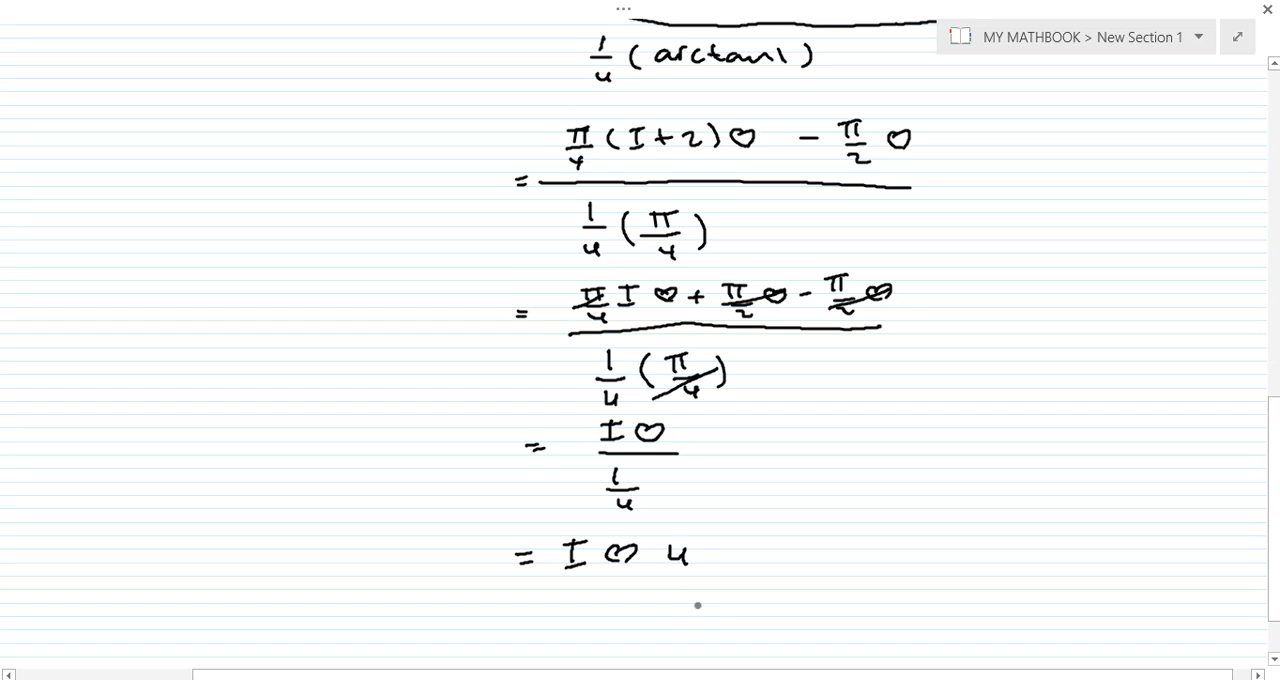 MY MATHBOOK > New Section 1
1/4 (arctan1)
π/4 (I+2)♡ - π/2 ♡
=
1/4 (π/4)
= π/4 I ♡ + π/2 ♡ - π/2 ♡
1/4 (π/4)
= I ♡
1/4
= I ♡ 4